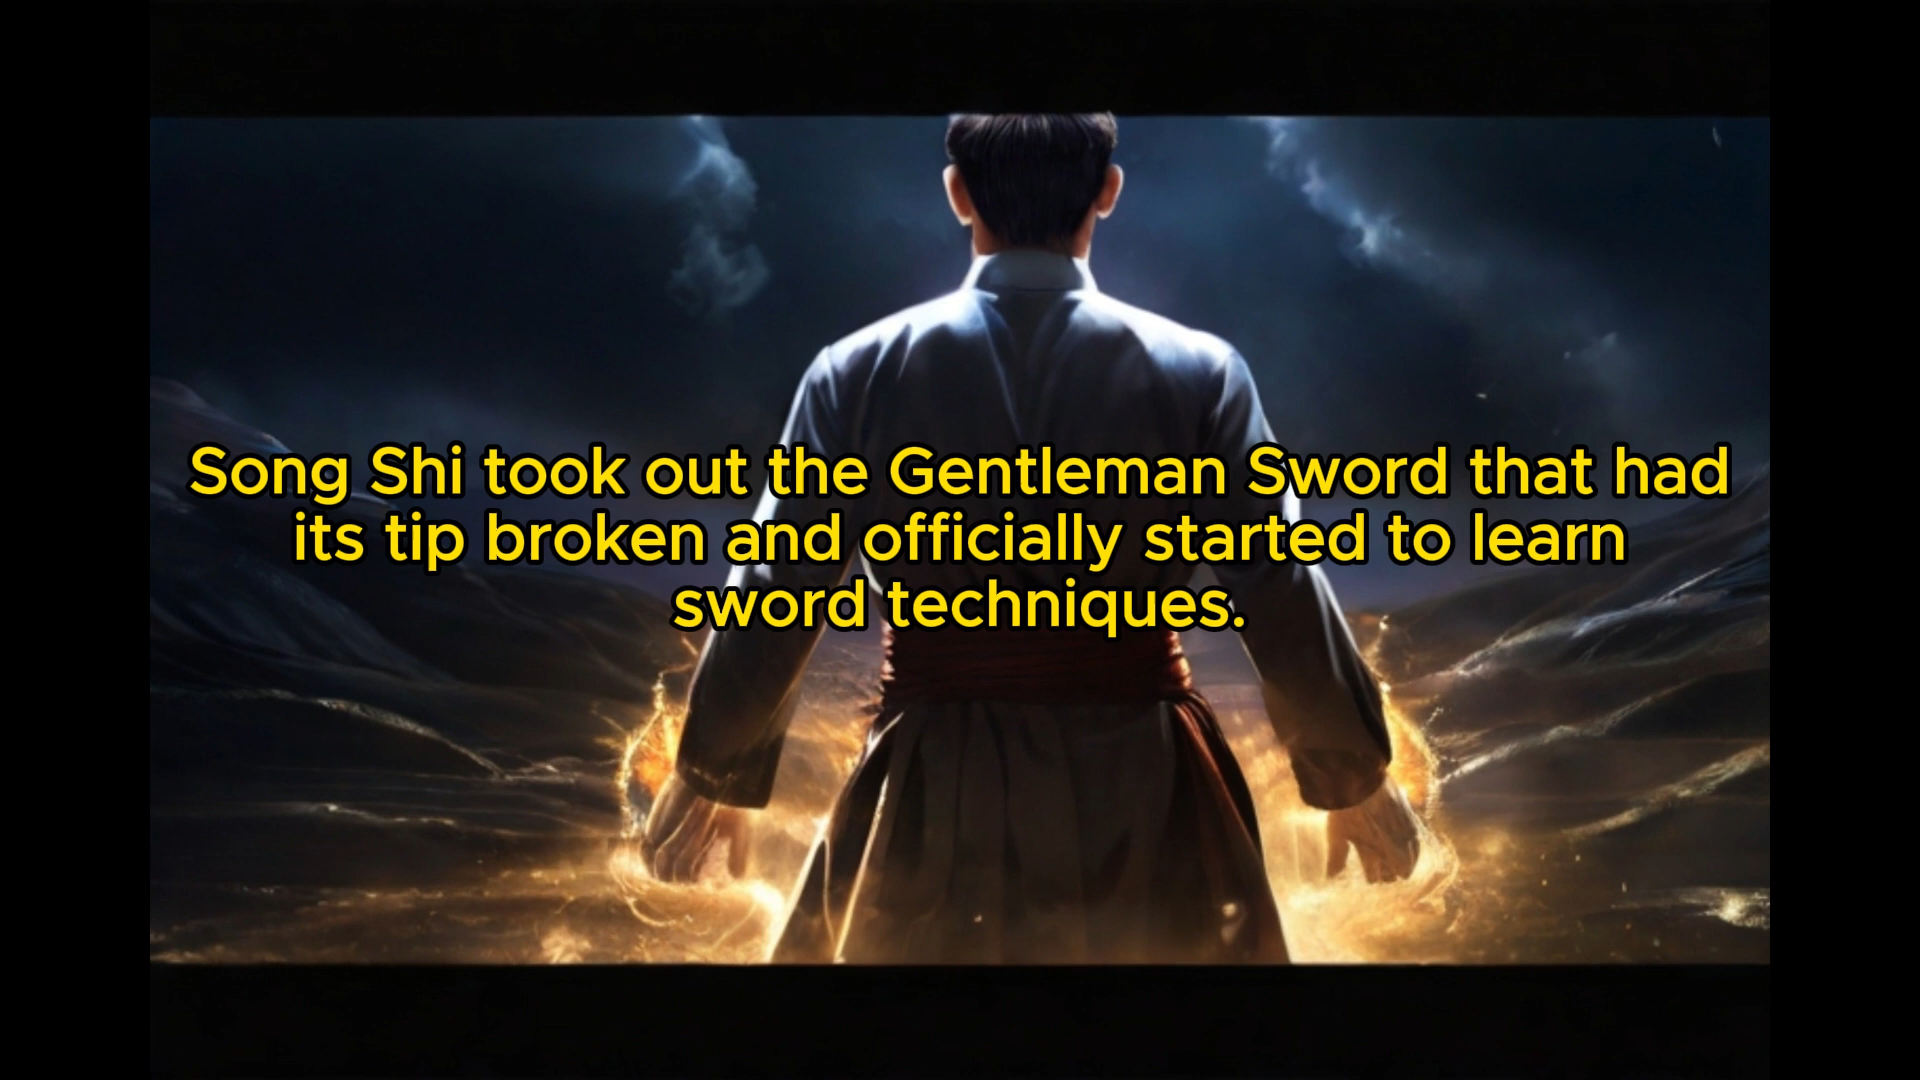 Song Shi took out the Gentleman Sword that had
its tip broken and officially started to learn
sword techniques.